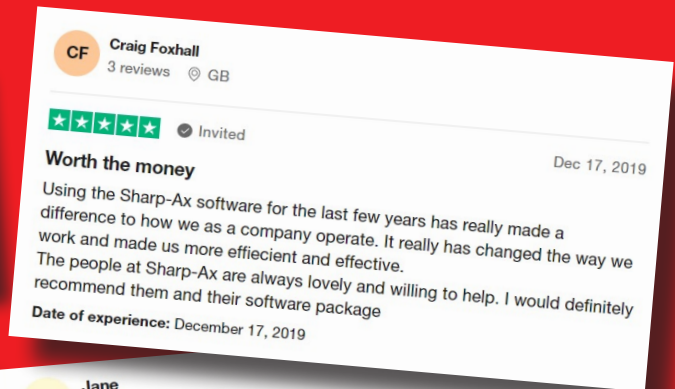 CF
Craig Foxhall
3 reviews GB
Invited
Dec 17, 2019
Worth the money
Using the Sharp-Ax software for the last few years has really made a
difference to how we as a company operate. It really has changed the way we
work and made us more effiecient and effective.
The people at Sharp-Ax are always lovely and willing to help. I would definitely
recommend them and their software package
Date of experience: December 17, 2019
Jane